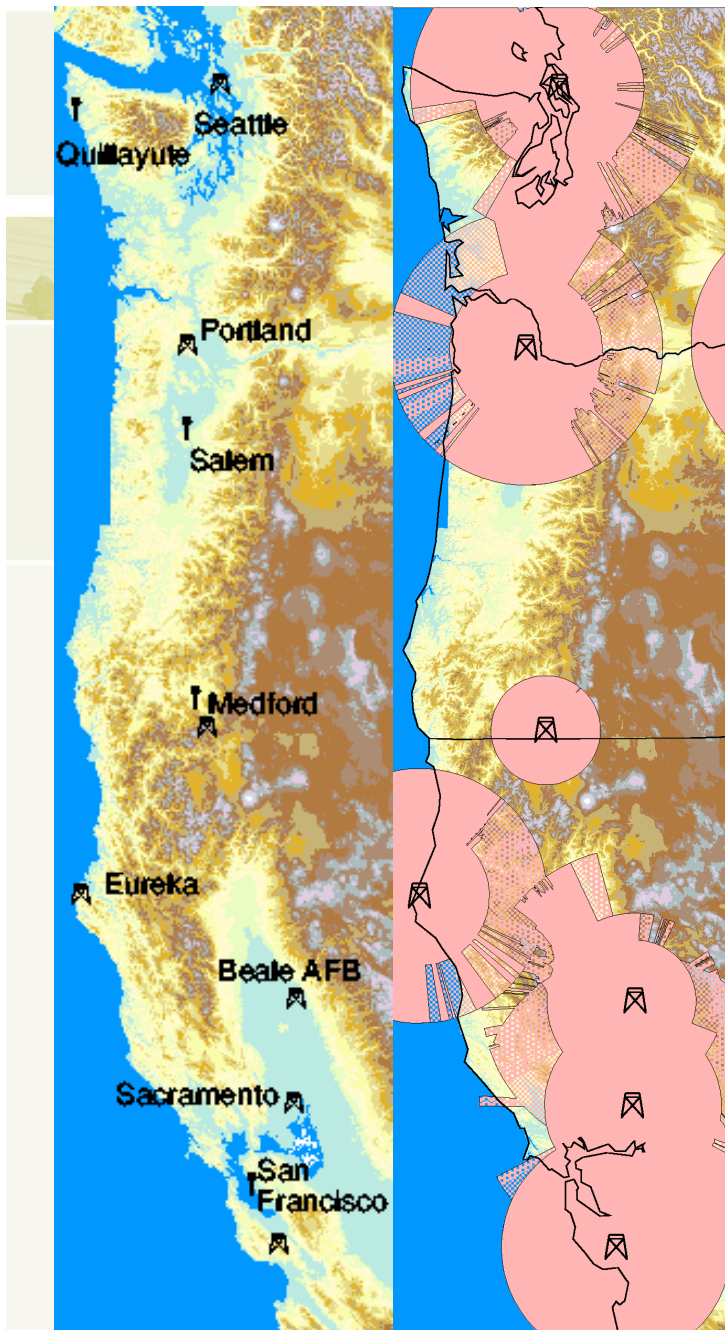 Seattle
Quillayute
Portland
Salem
Medford
Eureka
Beale AFB
Sacramento
San
Francisco